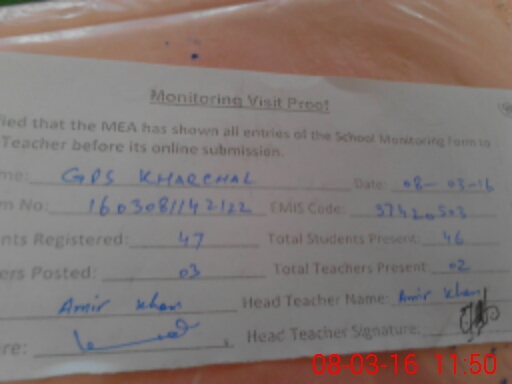 Monitoring Visit Proof
fied that the MEA has shown all entries of the School Monitoring Form to
Teacher before its online submission.
me: GPS KHARCHAL Date: 08-03-16
m No: 1603081142122 EMIS Code: 37420503
nts Registered: 47 Total Students Present: 46
ers Posted: 03 Total Teachers Present: 02
Amir Khan Head Teacher Name: Amir Khan
re: Head Teacher Signature:
08-03-16 11:50